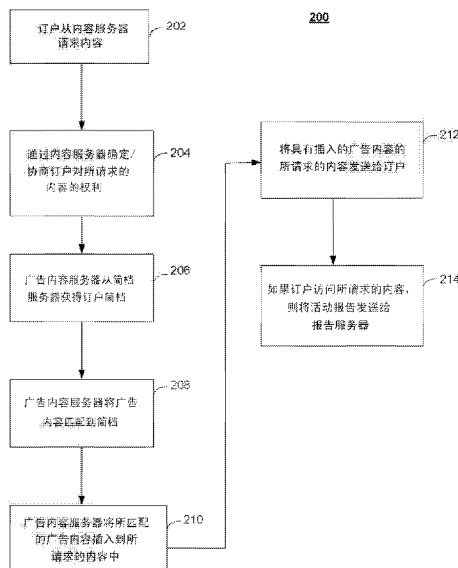 200
订户从内容服务器
请求内容
202
通过内容服务器确定/
协商订户对所请求的
内容的权利
204
广告内容服务器从简档
服务器获得订户简档
206
广告内容服务器将广告
内容匹配到简档
208
广告内容服务器将所匹配
的广告内容插入到所
请求的内容中
210
将具有插入的广告内容的
所请求的内容发送给订户
212
如果订户访问所请求的内容,
则将活动报告发送给
报告服务器
214